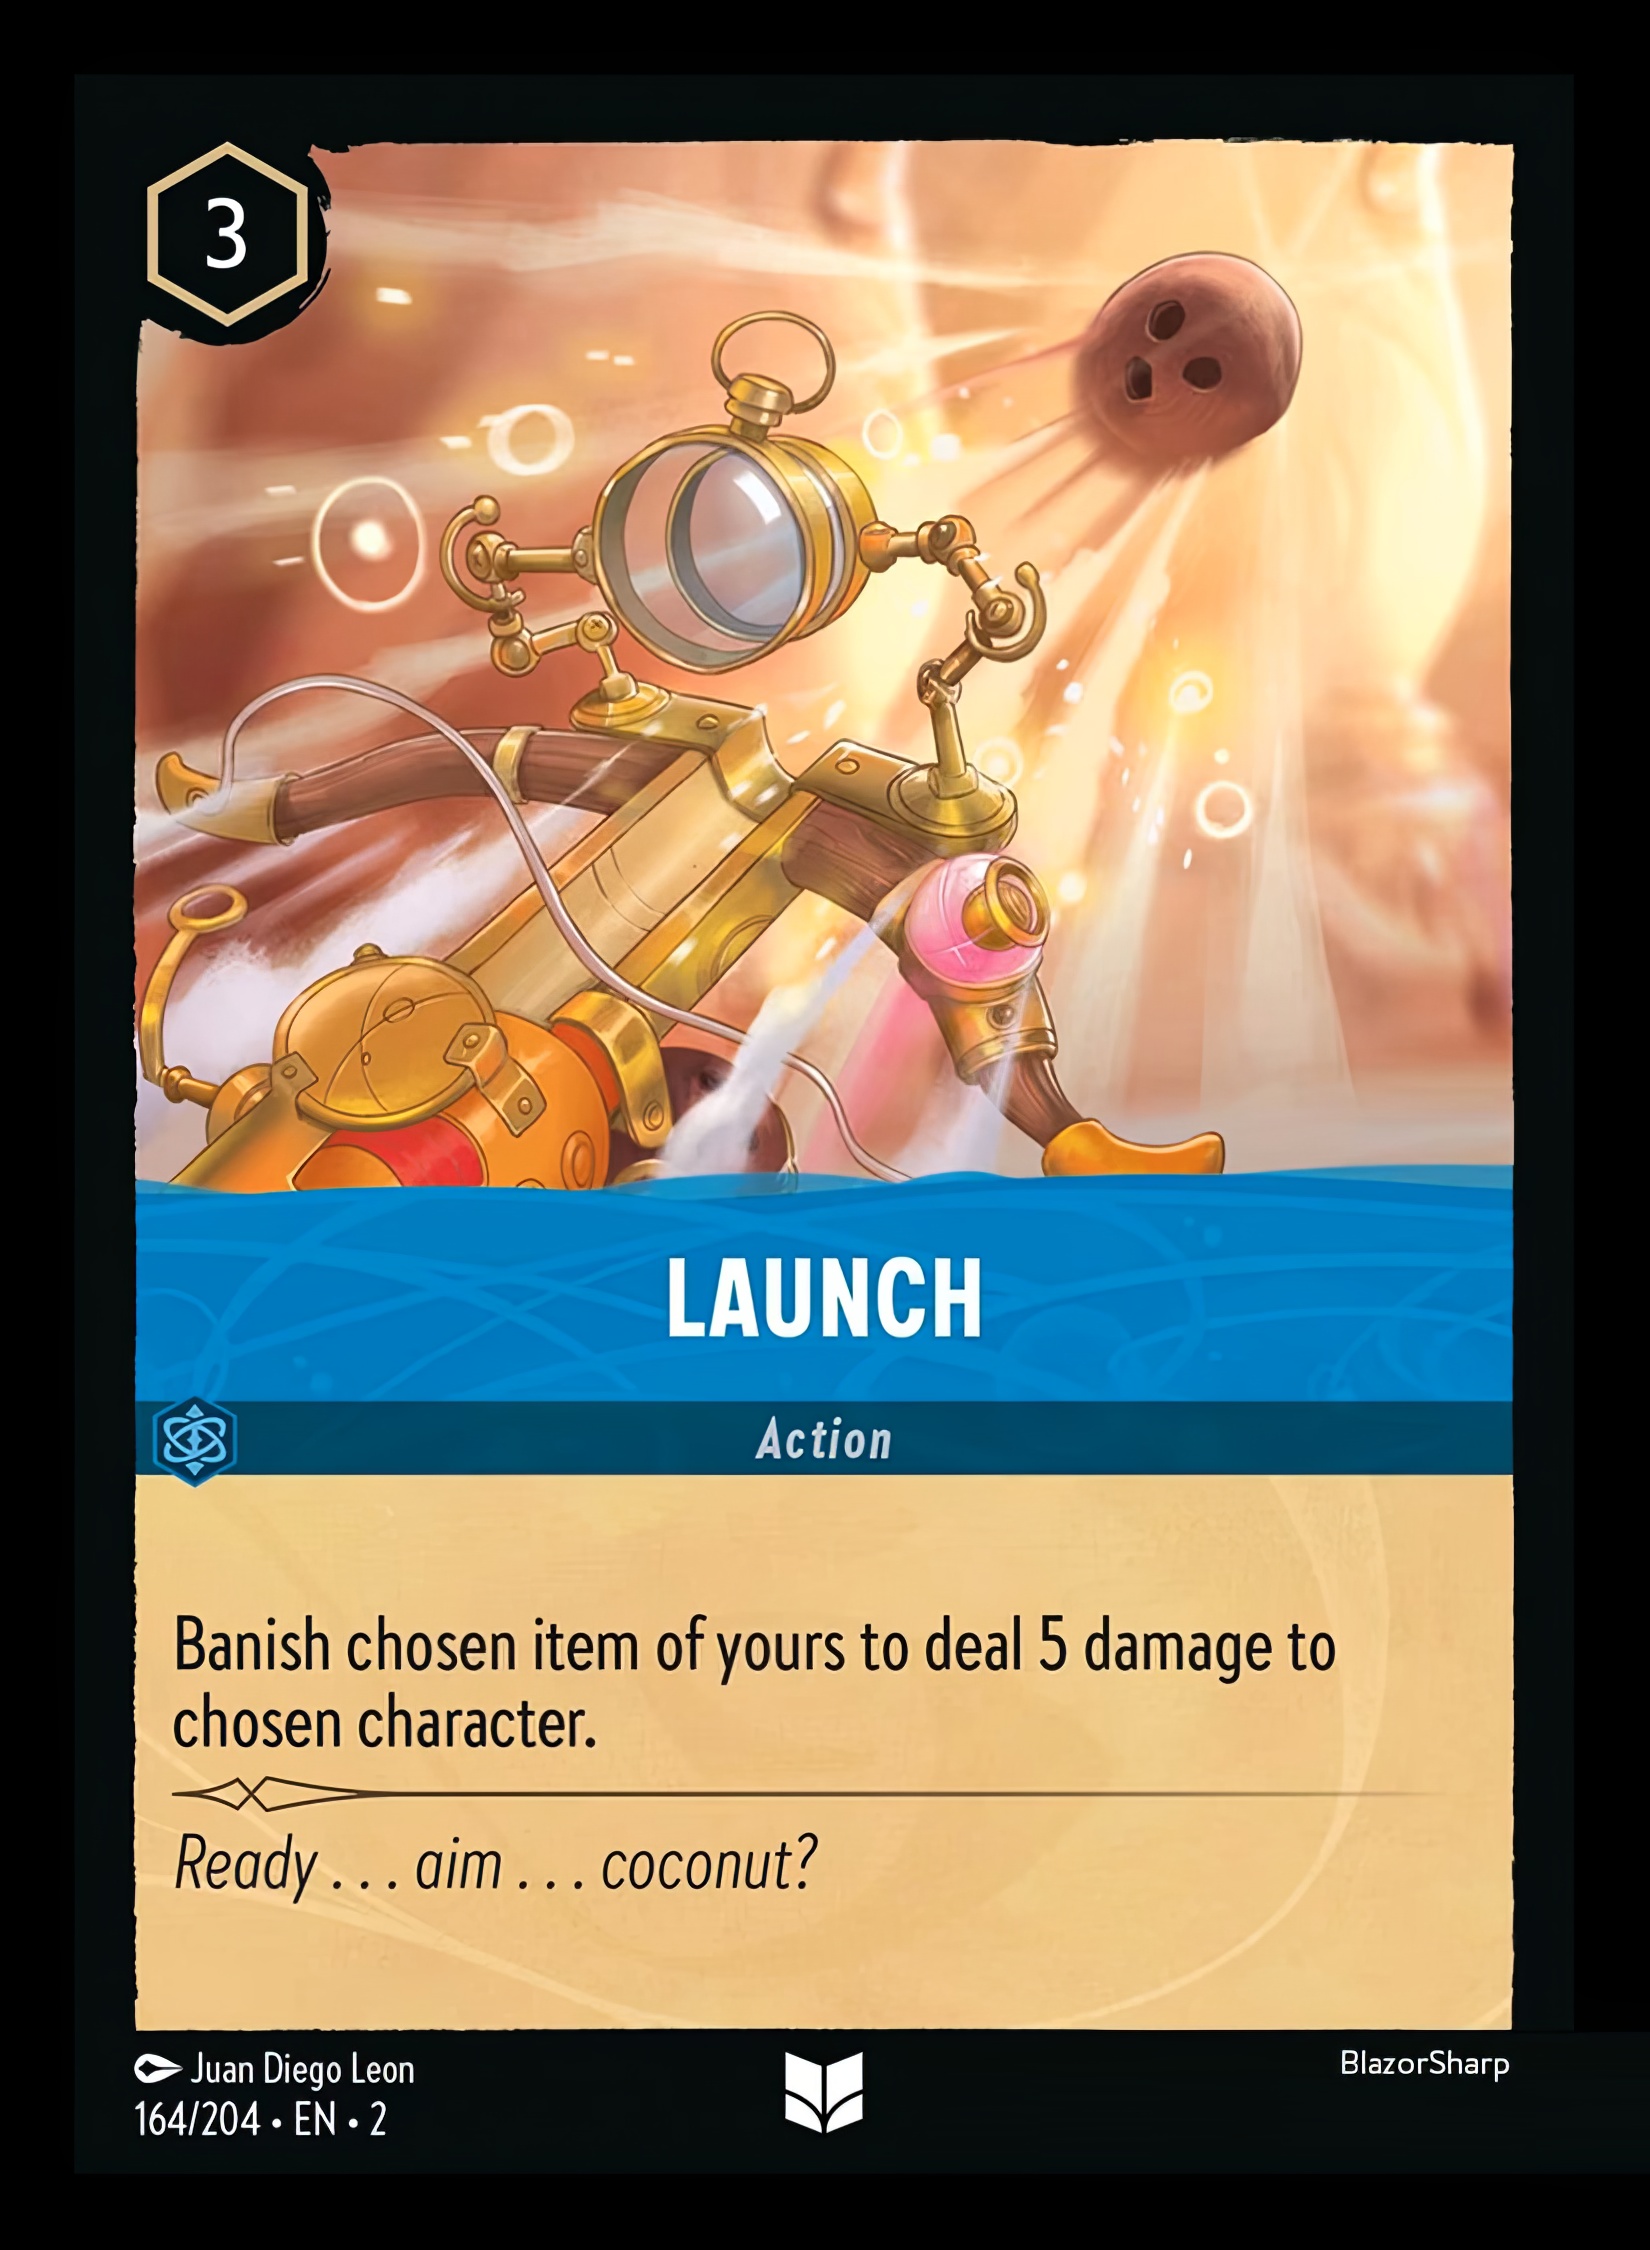 3
LAUNCH
Action
Banish chosen item of yours to deal 5 damage to
chosen character.
Ready . . . aim . . . coconut?
Juan Diego Leon
BlazorSharp
164/204 • EN • 2